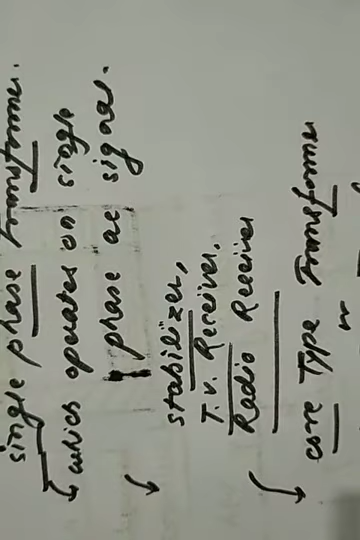 single phase Transformer.
↳ which operates on single
phase ac signal.
↳ stabilizer,
T.V. Receiver,
Radio Receiver
↳ core Type Transformer